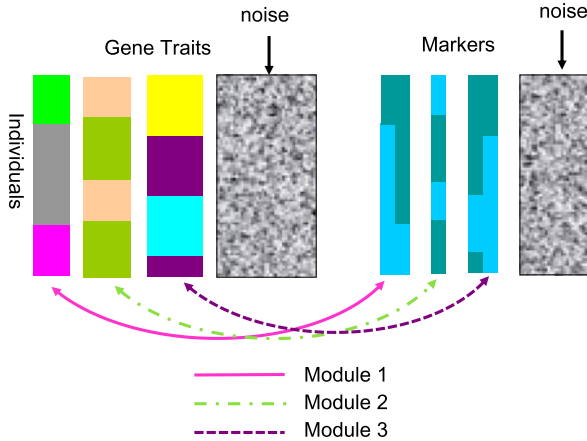 noise
noise
Gene Traits
Markers
Individuals
Module 1
Module 2
Module 3